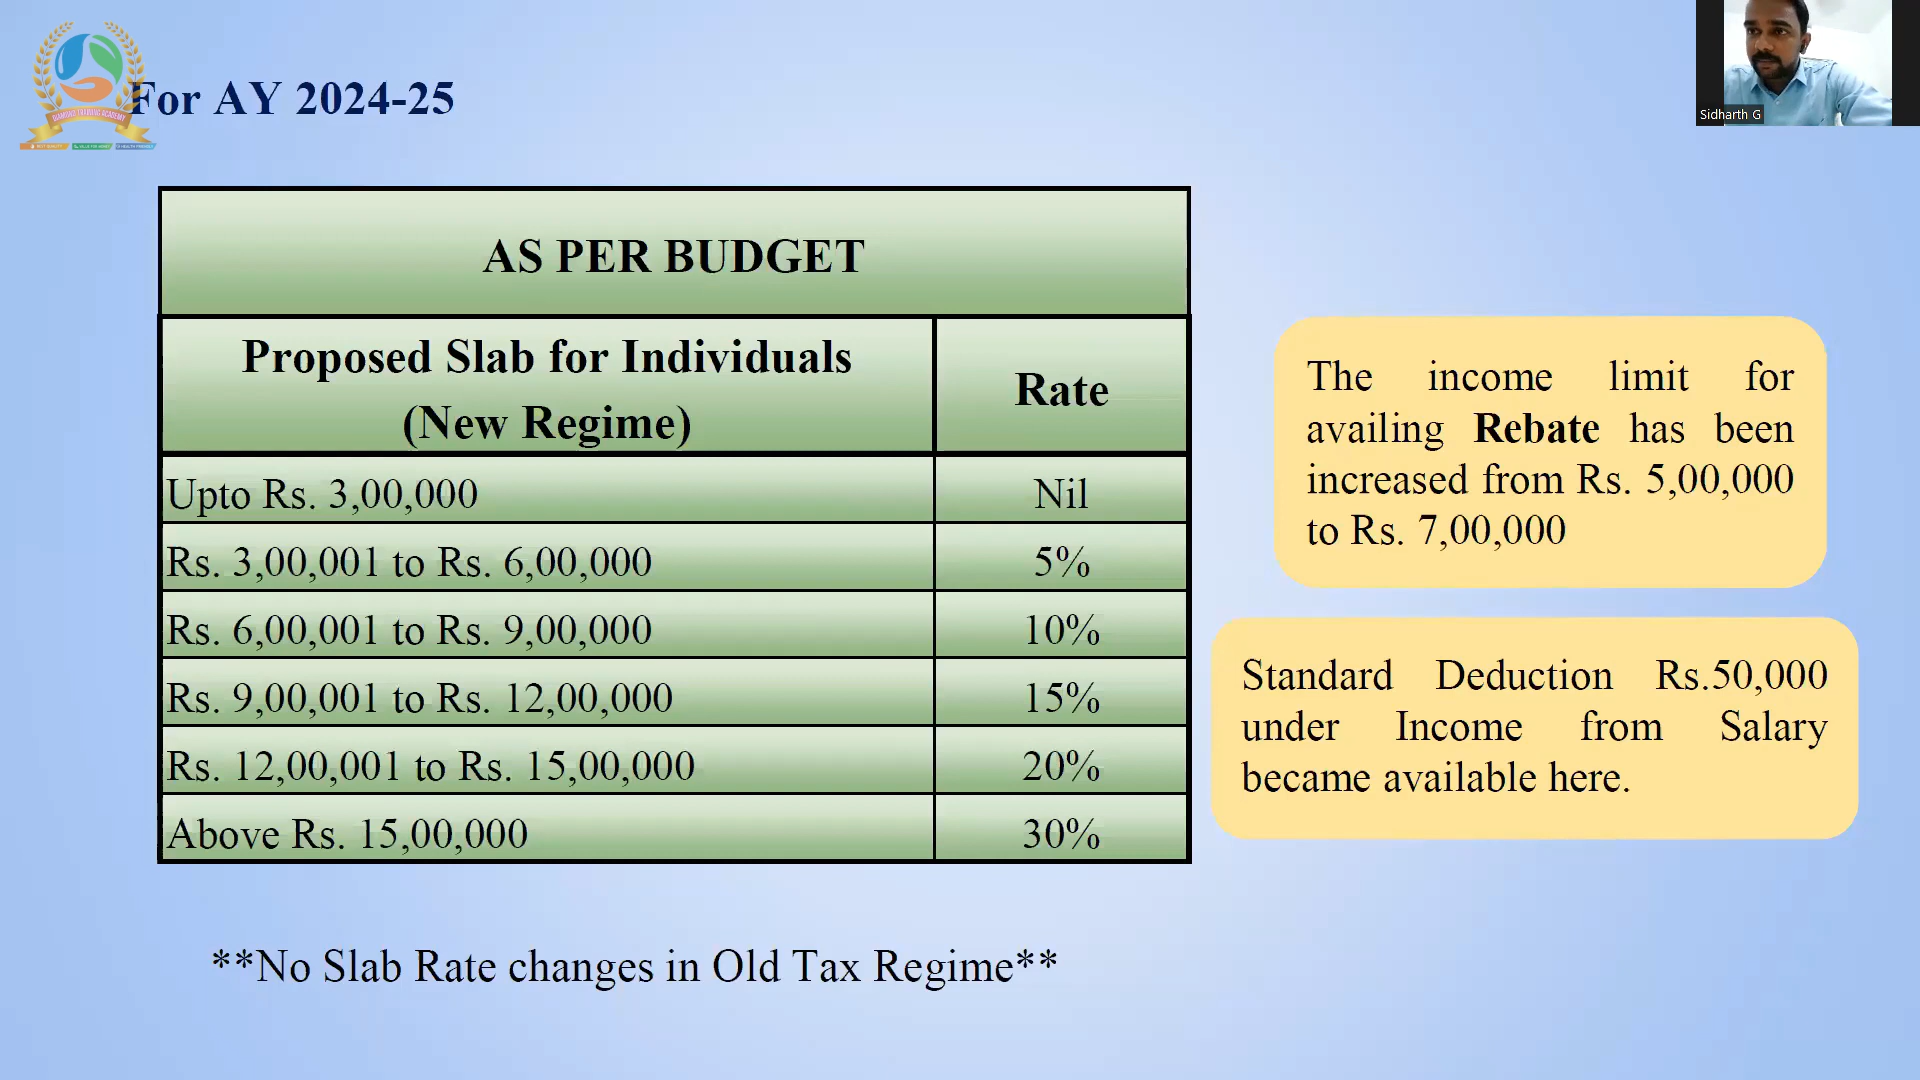 For AY 2024-25
DIAMOND TRAINING ACADEMY
Sidharth G
AS PER BUDGET
Proposed Slab for Individuals
(New Regime)
Rate
Upto Rs. 3,00,000 Nil
Rs. 3,00,001 to Rs. 6,00,000 5%
Rs. 6,00,001 to Rs. 9,00,000 10%
Rs. 9,00,001 to Rs. 12,00,000 15%
Rs. 12,00,001 to Rs. 15,00,000 20%
Above Rs. 15,00,000 30%
The income limit for
availing Rebate has been
increased from Rs. 5,00,000
to Rs. 7,00,000
Standard Deduction Rs.50,000
under Income from Salary
became available here.
**No Slab Rate changes in Old Tax Regime**